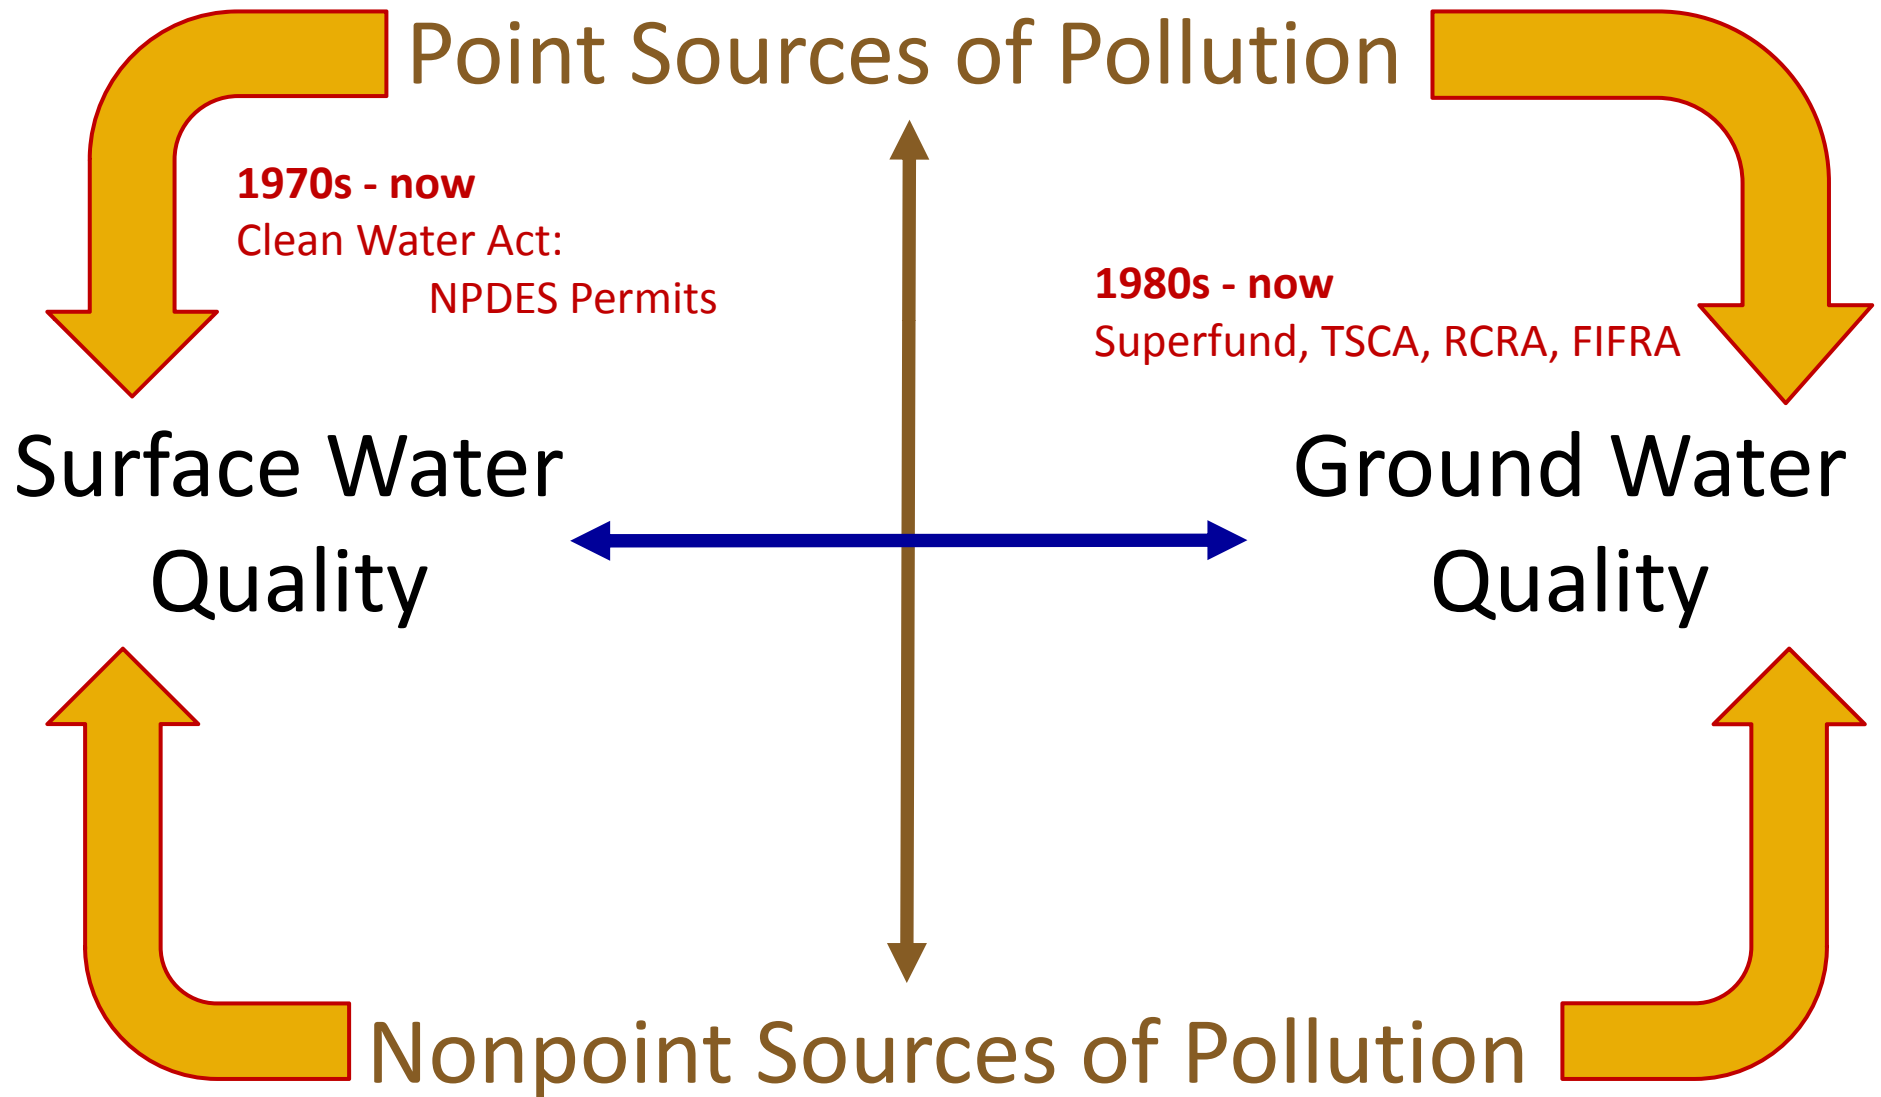 Point Sources of Pollution
1970s - now
Clean Water Act:
NPDES Permits
1980s - now
Superfund, TSCA, RCRA, FIFRA
Surface Water
Quality
Ground Water
Quality
Nonpoint Sources of Pollution